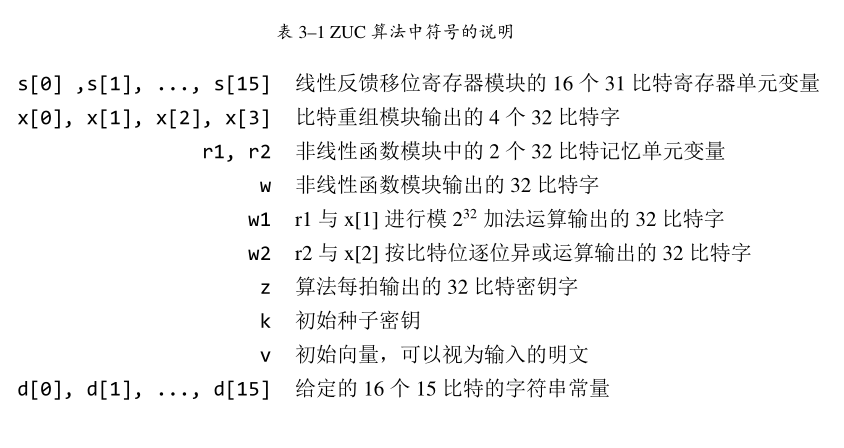 表 3–1 ZUC 算法中符号的说明
s[0] ,s[1], ..., s[15] 线性反馈移位寄存器模块的 16 个 31 比特寄存器单元变量
x[0], x[1], x[2], x[3] 比特重组模块输出的 4 个 32 比特字
r1, r2 非线性函数模块中的 2 个 32 比特记忆单元变量
w 非线性函数模块输出的 32 比特字
w1 r1 与 x[1] 进行模 2³² 加法运算输出的 32 比特字
w2 r2 与 x[2] 按比特位逐位异或运算输出的 32 比特字
z 算法每拍输出的 32 比特密钥字
k 初始种子密钥
v 初始向量，可以视为输入的明文
d[0], d[1], ..., d[15] 给定的 16 个 15 比特的字符串常量